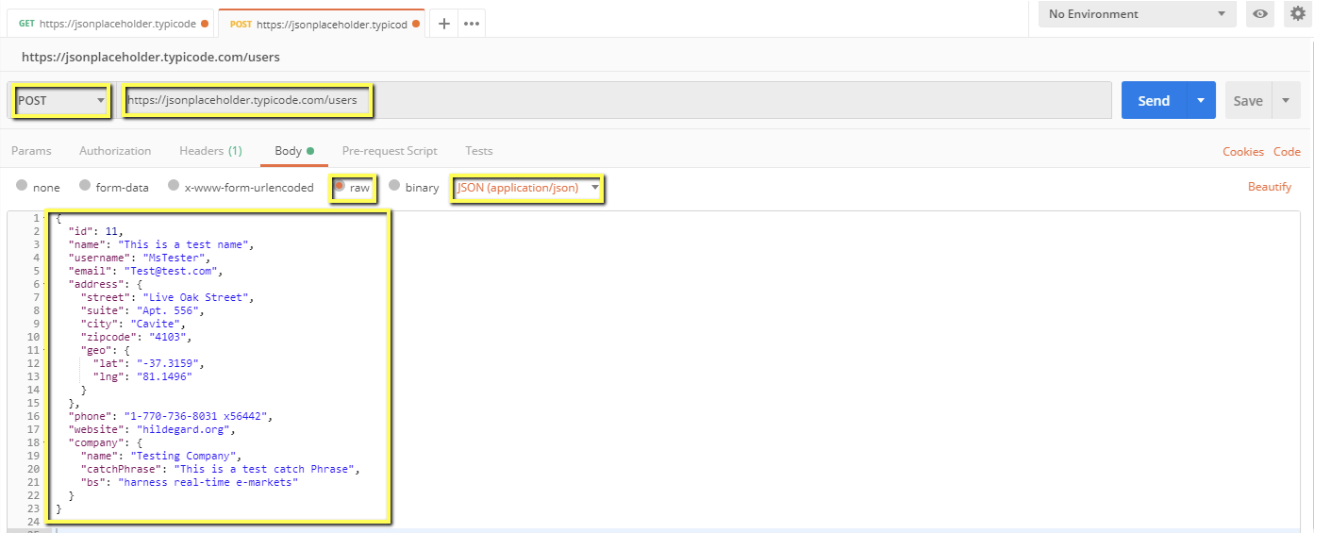 GET https://jsonplaceholder.typicode POST https://jsonplaceholder.typicod + ••• No Environment
https://jsonplaceholder.typicode.com/users
POST https://jsonplaceholder.typicode.com/users Send Save
Params Authorization Headers (1) Body Pre-request Script Tests Cookies Code
none form-data x-www-form-urlencoded raw binary JSON (application/json) Beautify
1 {
2 "id": 11,
3 "name": "This is a test name",
4 "username": "MsTester",
5 "email": "Test@test.com",
6 "address": {
7 "street": "Live Oak Street",
8 "suite": "Apt. 556",
9 "city": "Cavite",
10 "zipcode": "4103",
11 "geo": {
12 "lat": "-37.3159",
13 "lng": "81.1496"
14 }
15 },
16 "phone": "1-770-736-8031 x56442",
17 "website": "hildegard.org",
18 "company": {
19 "name": "Testing Company",
20 "catchPhrase": "This is a test catch Phrase",
21 "bs": "harness real-time e-markets"
22 }
23 }
24
25